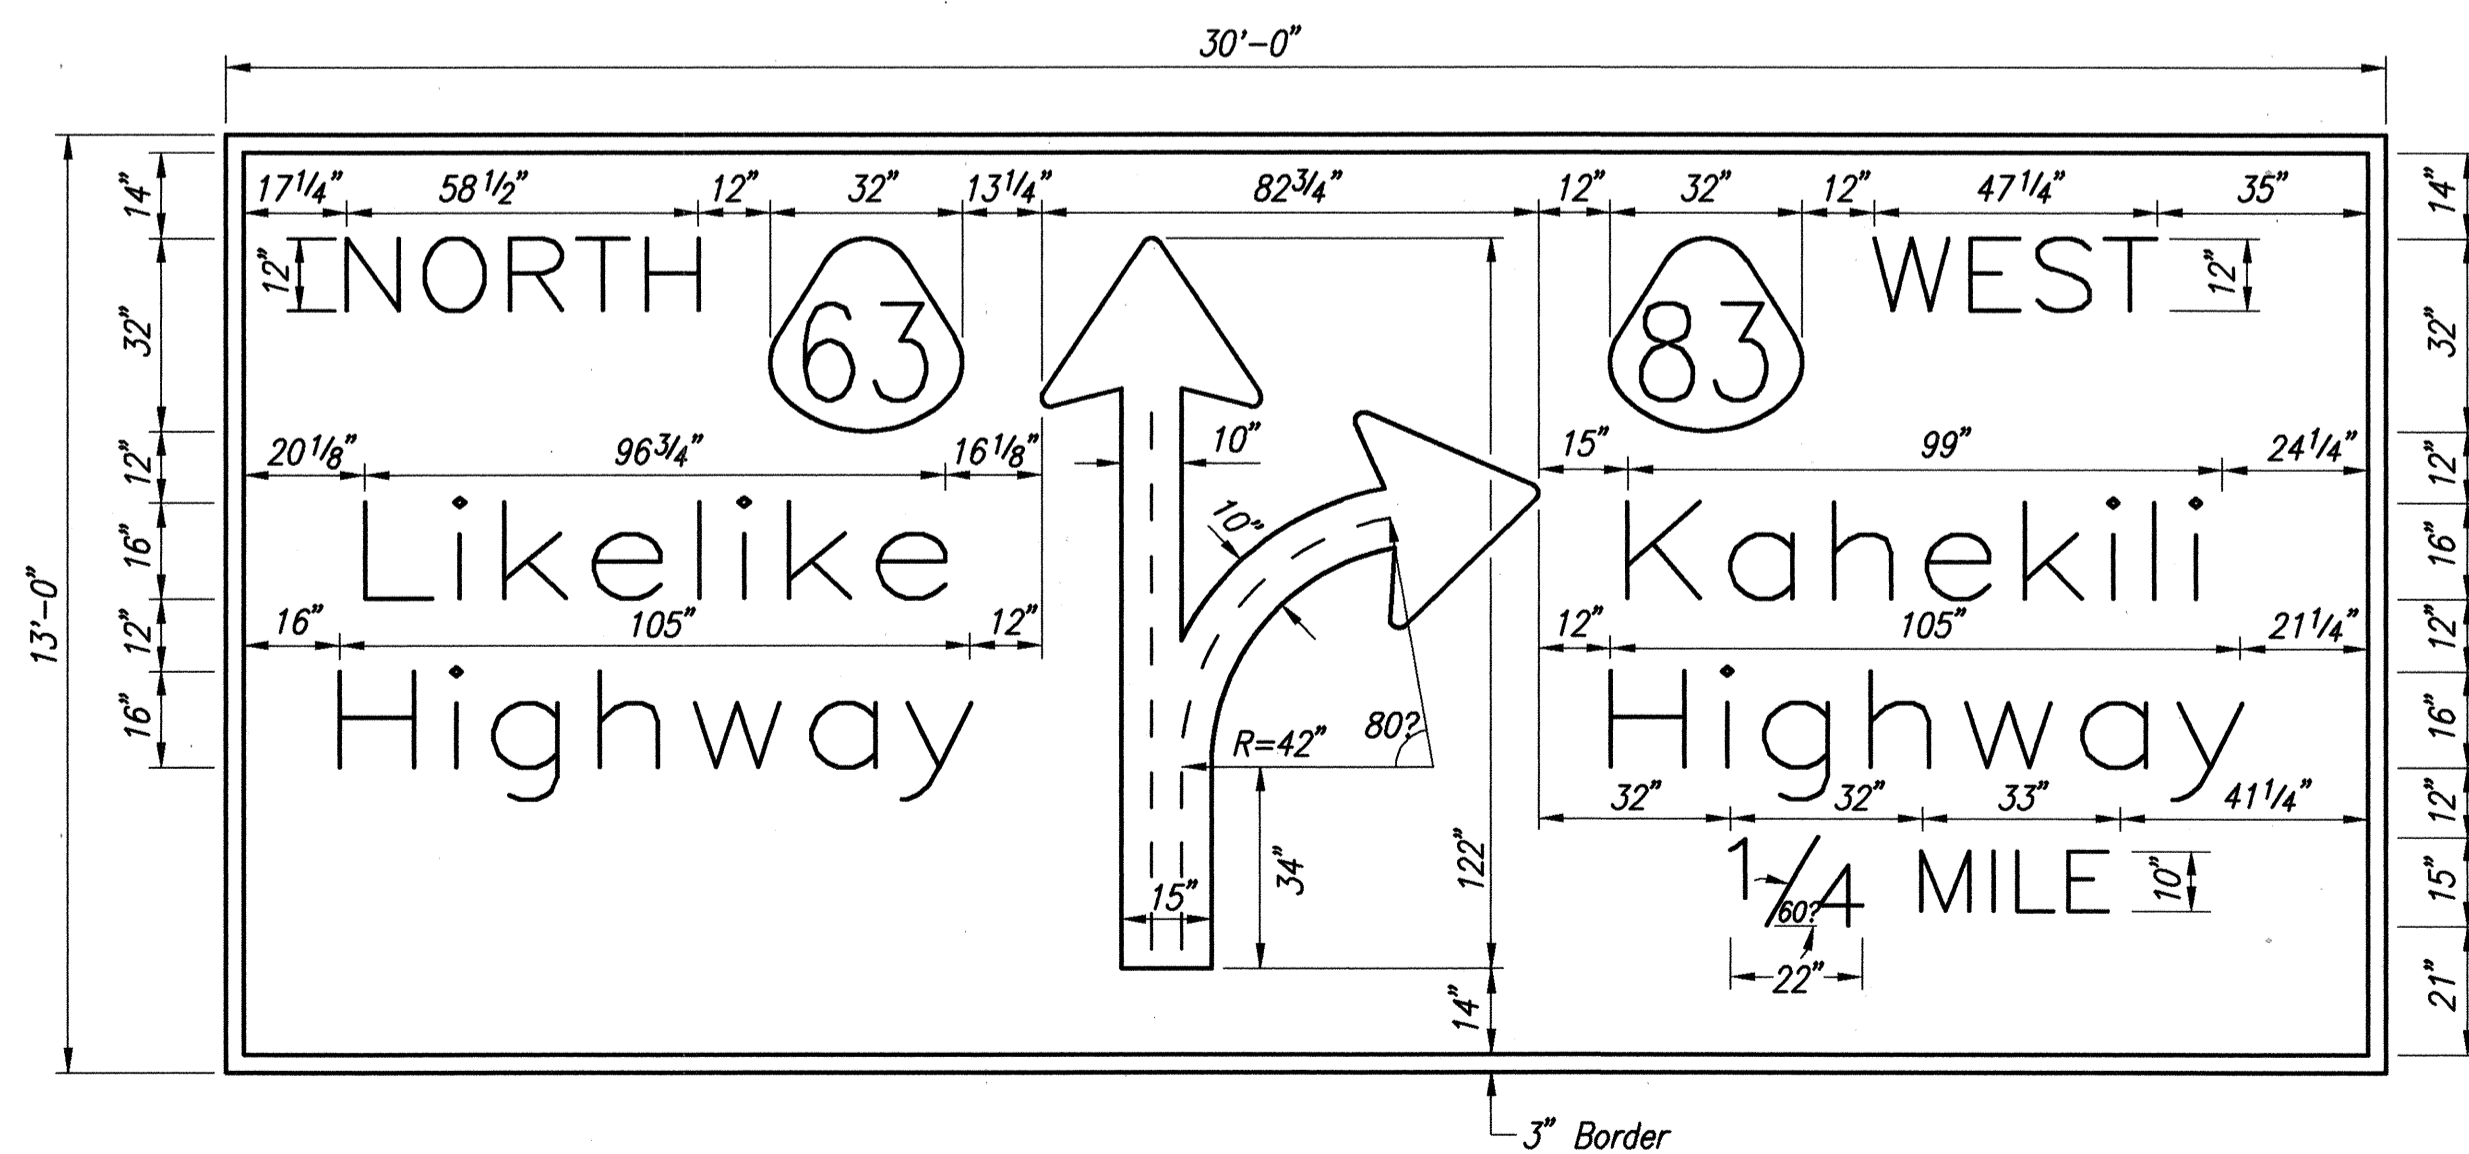 30'-0"
17 1/4" 58 1/2" 12" 32" 13 1/4" 82 3/4" 12" 32" 12" 47 1/4" 35"
14" 14"
12" NORTH 63 83 WEST 12"
32" 32"
20 1/8" 96 3/4" 16 1/8" 10" 15" 99" 24 1/4"
12" 12"
Likelike 10" Kahekili
16" 16"
13'-0"
16" 105" 12" 12" 105" 21 1/4"
12" 12"
Highway R=42" 80? Highway
16" 16"
32" 32" 33" 41 1/4"
12"
15" 34" 122" 1/4 60? MILE 10" 15"
22"
14" 21"
3" Border